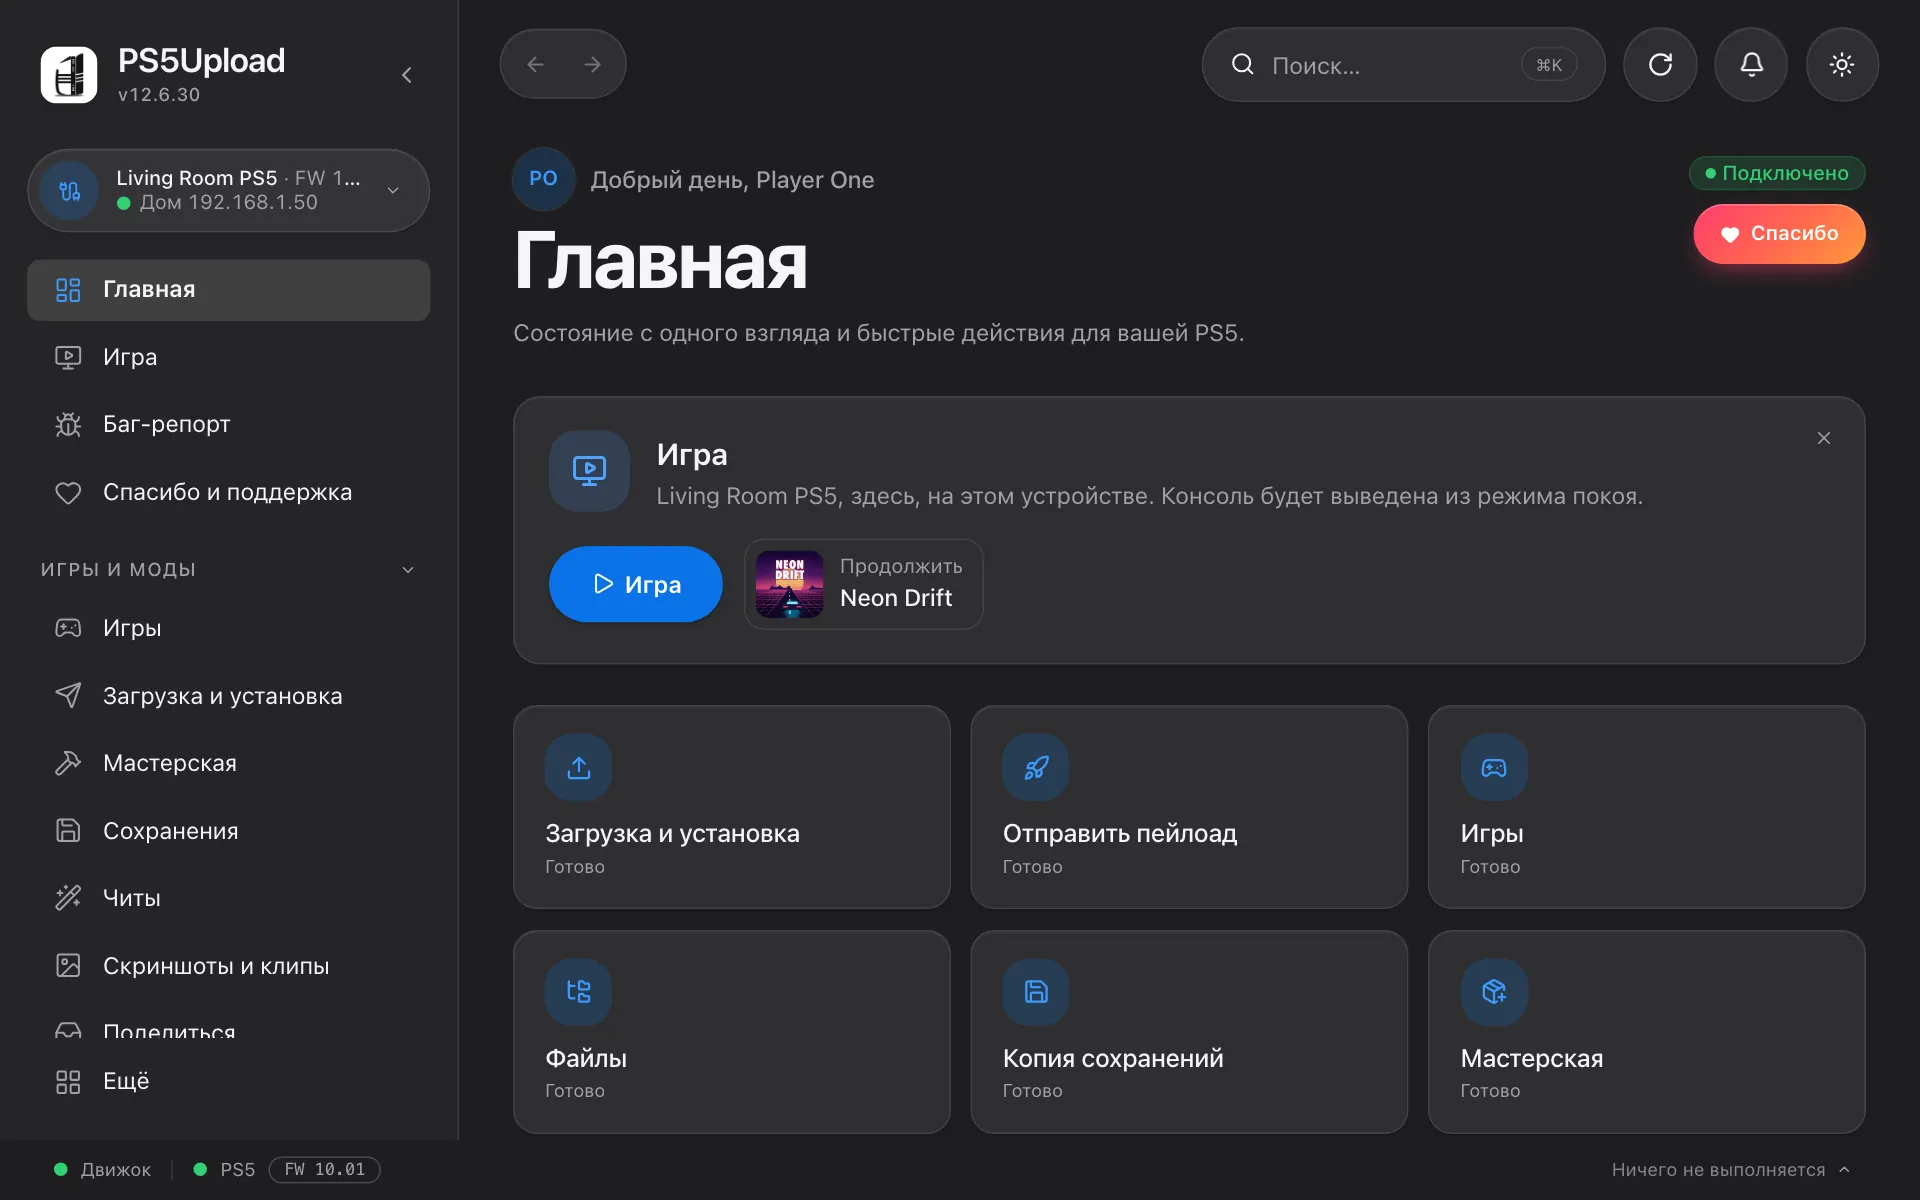 PS5Upload
v12.6.30
Living Room PS5 · FW 1...
Дом 192.168.1.50
Главная
Игра
Баг-репорт
Спасибо и поддержка
ИГРЫ И МОДЫ
Игры
Загрузка и установка
Мастерская
Сохранения
Читы
Скриншоты и клипы
Поделиться
Ещё
Поиск...
⌘K
PO
Добрый день, Player One
Подключено
Спасибо
Главная
Состояние с одного взгляда и быстрые действия для вашей PS5.
Игра
Living Room PS5, здесь, на этом устройстве. Консоль будет выведена из режима покоя.
Игра
NEON
DRIFT
Продолжить
Neon Drift
Загрузка и установка
Готово
Отправить пейлоад
Готово
Игры
Готово
Файлы
Готово
Копия сохранений
Готово
Мастерская
Готово
Движок
PS5
FW 10.01
Ничего не выполняется